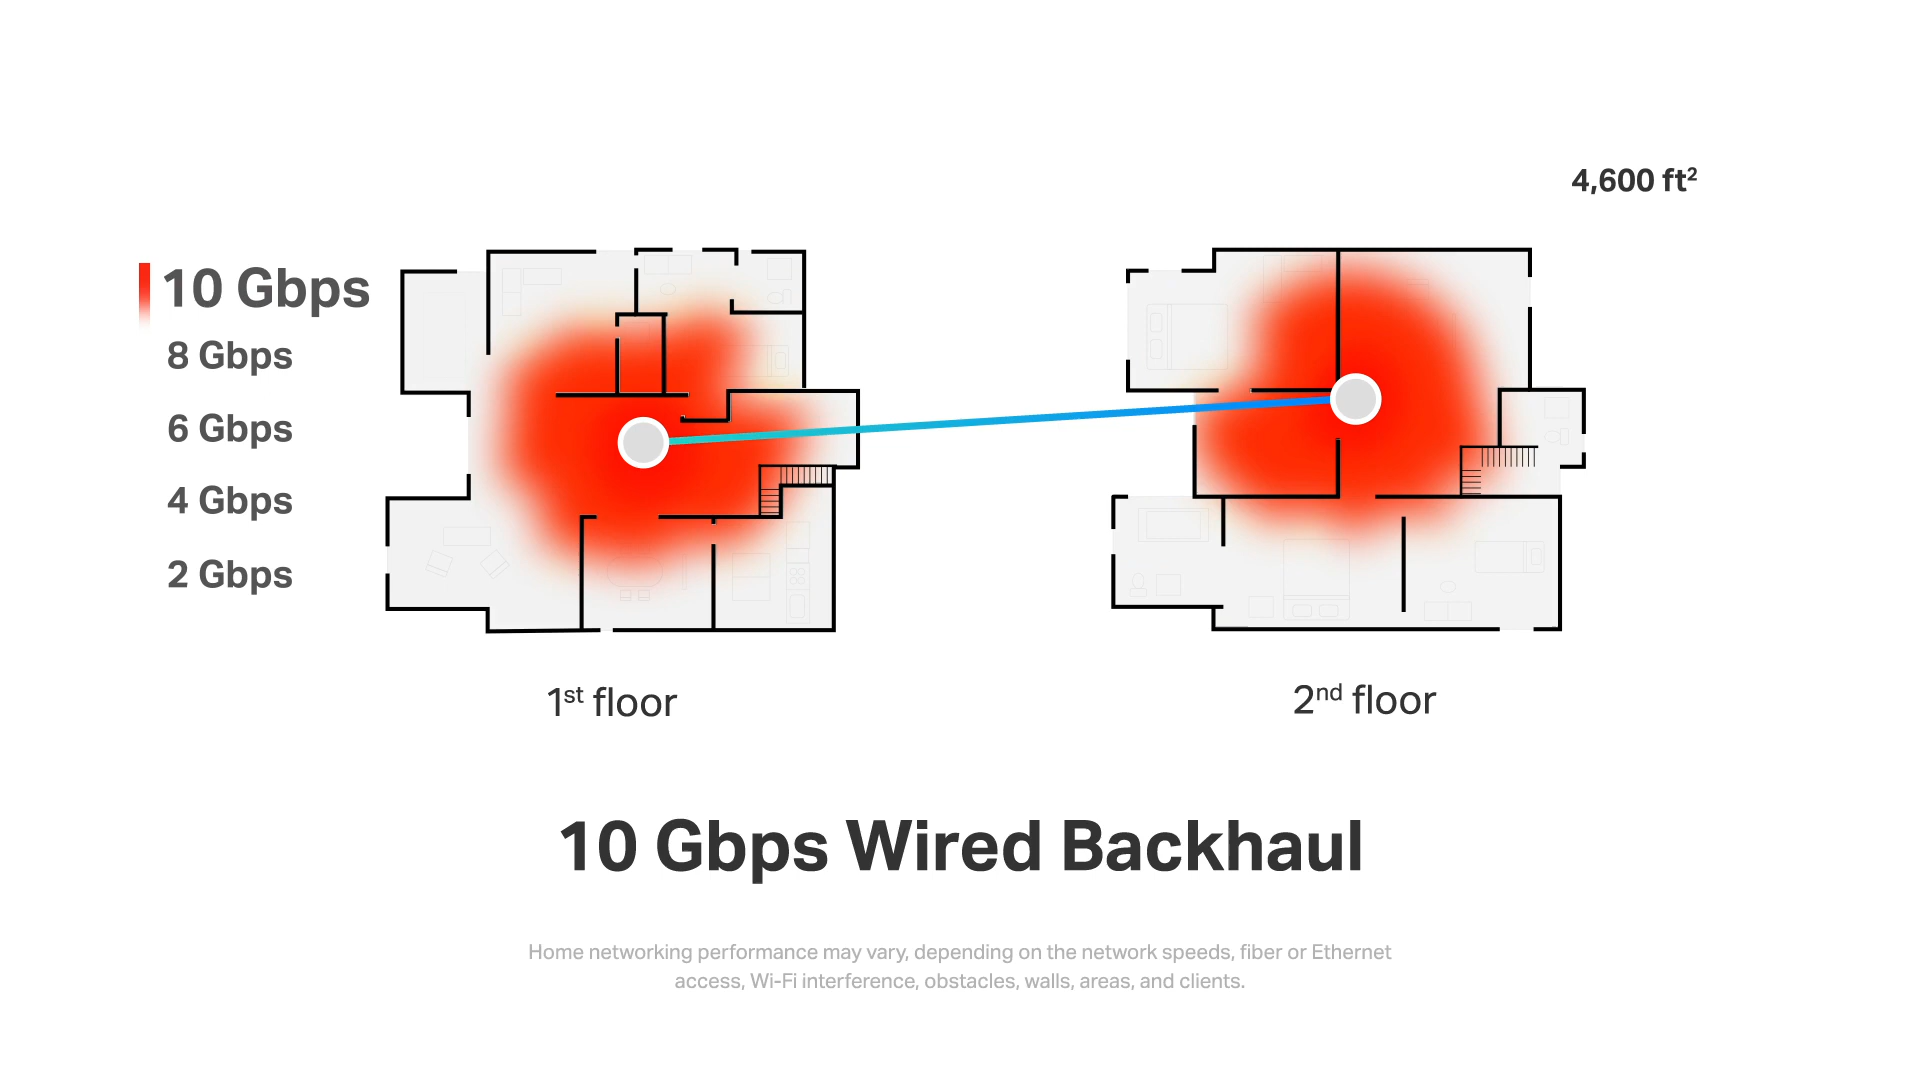 4,600 ft²
10 Gbps
8 Gbps
6 Gbps
4 Gbps
2 Gbps
1st floor
2nd floor
10 Gbps Wired Backhaul
Home networking performance may vary, depending on the network speeds, fiber or Ethernet
access, Wi-Fi interference, obstacles, walls, areas, and clients.